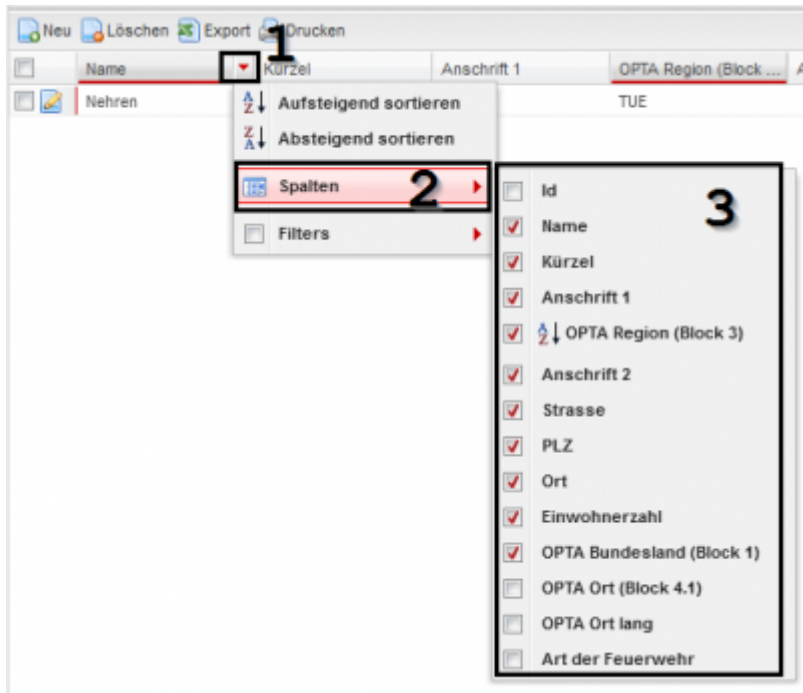 Neu Löschen Export Drucken
1
Name Kürzel Anschrift 1 OPTA Region (Block ... A
Nehren TUE
Aufsteigend sortieren
Absteigend sortieren
Spalten 2
Filters
3
Id
Name
Kürzel
Anschrift 1
OPTA Region (Block 3)
Anschrift 2
Strasse
PLZ
Ort
Einwohnerzahl
OPTA Bundesland (Block 1)
OPTA Ort (Block 4.1)
OPTA Ort lang
Art der Feuerwehr